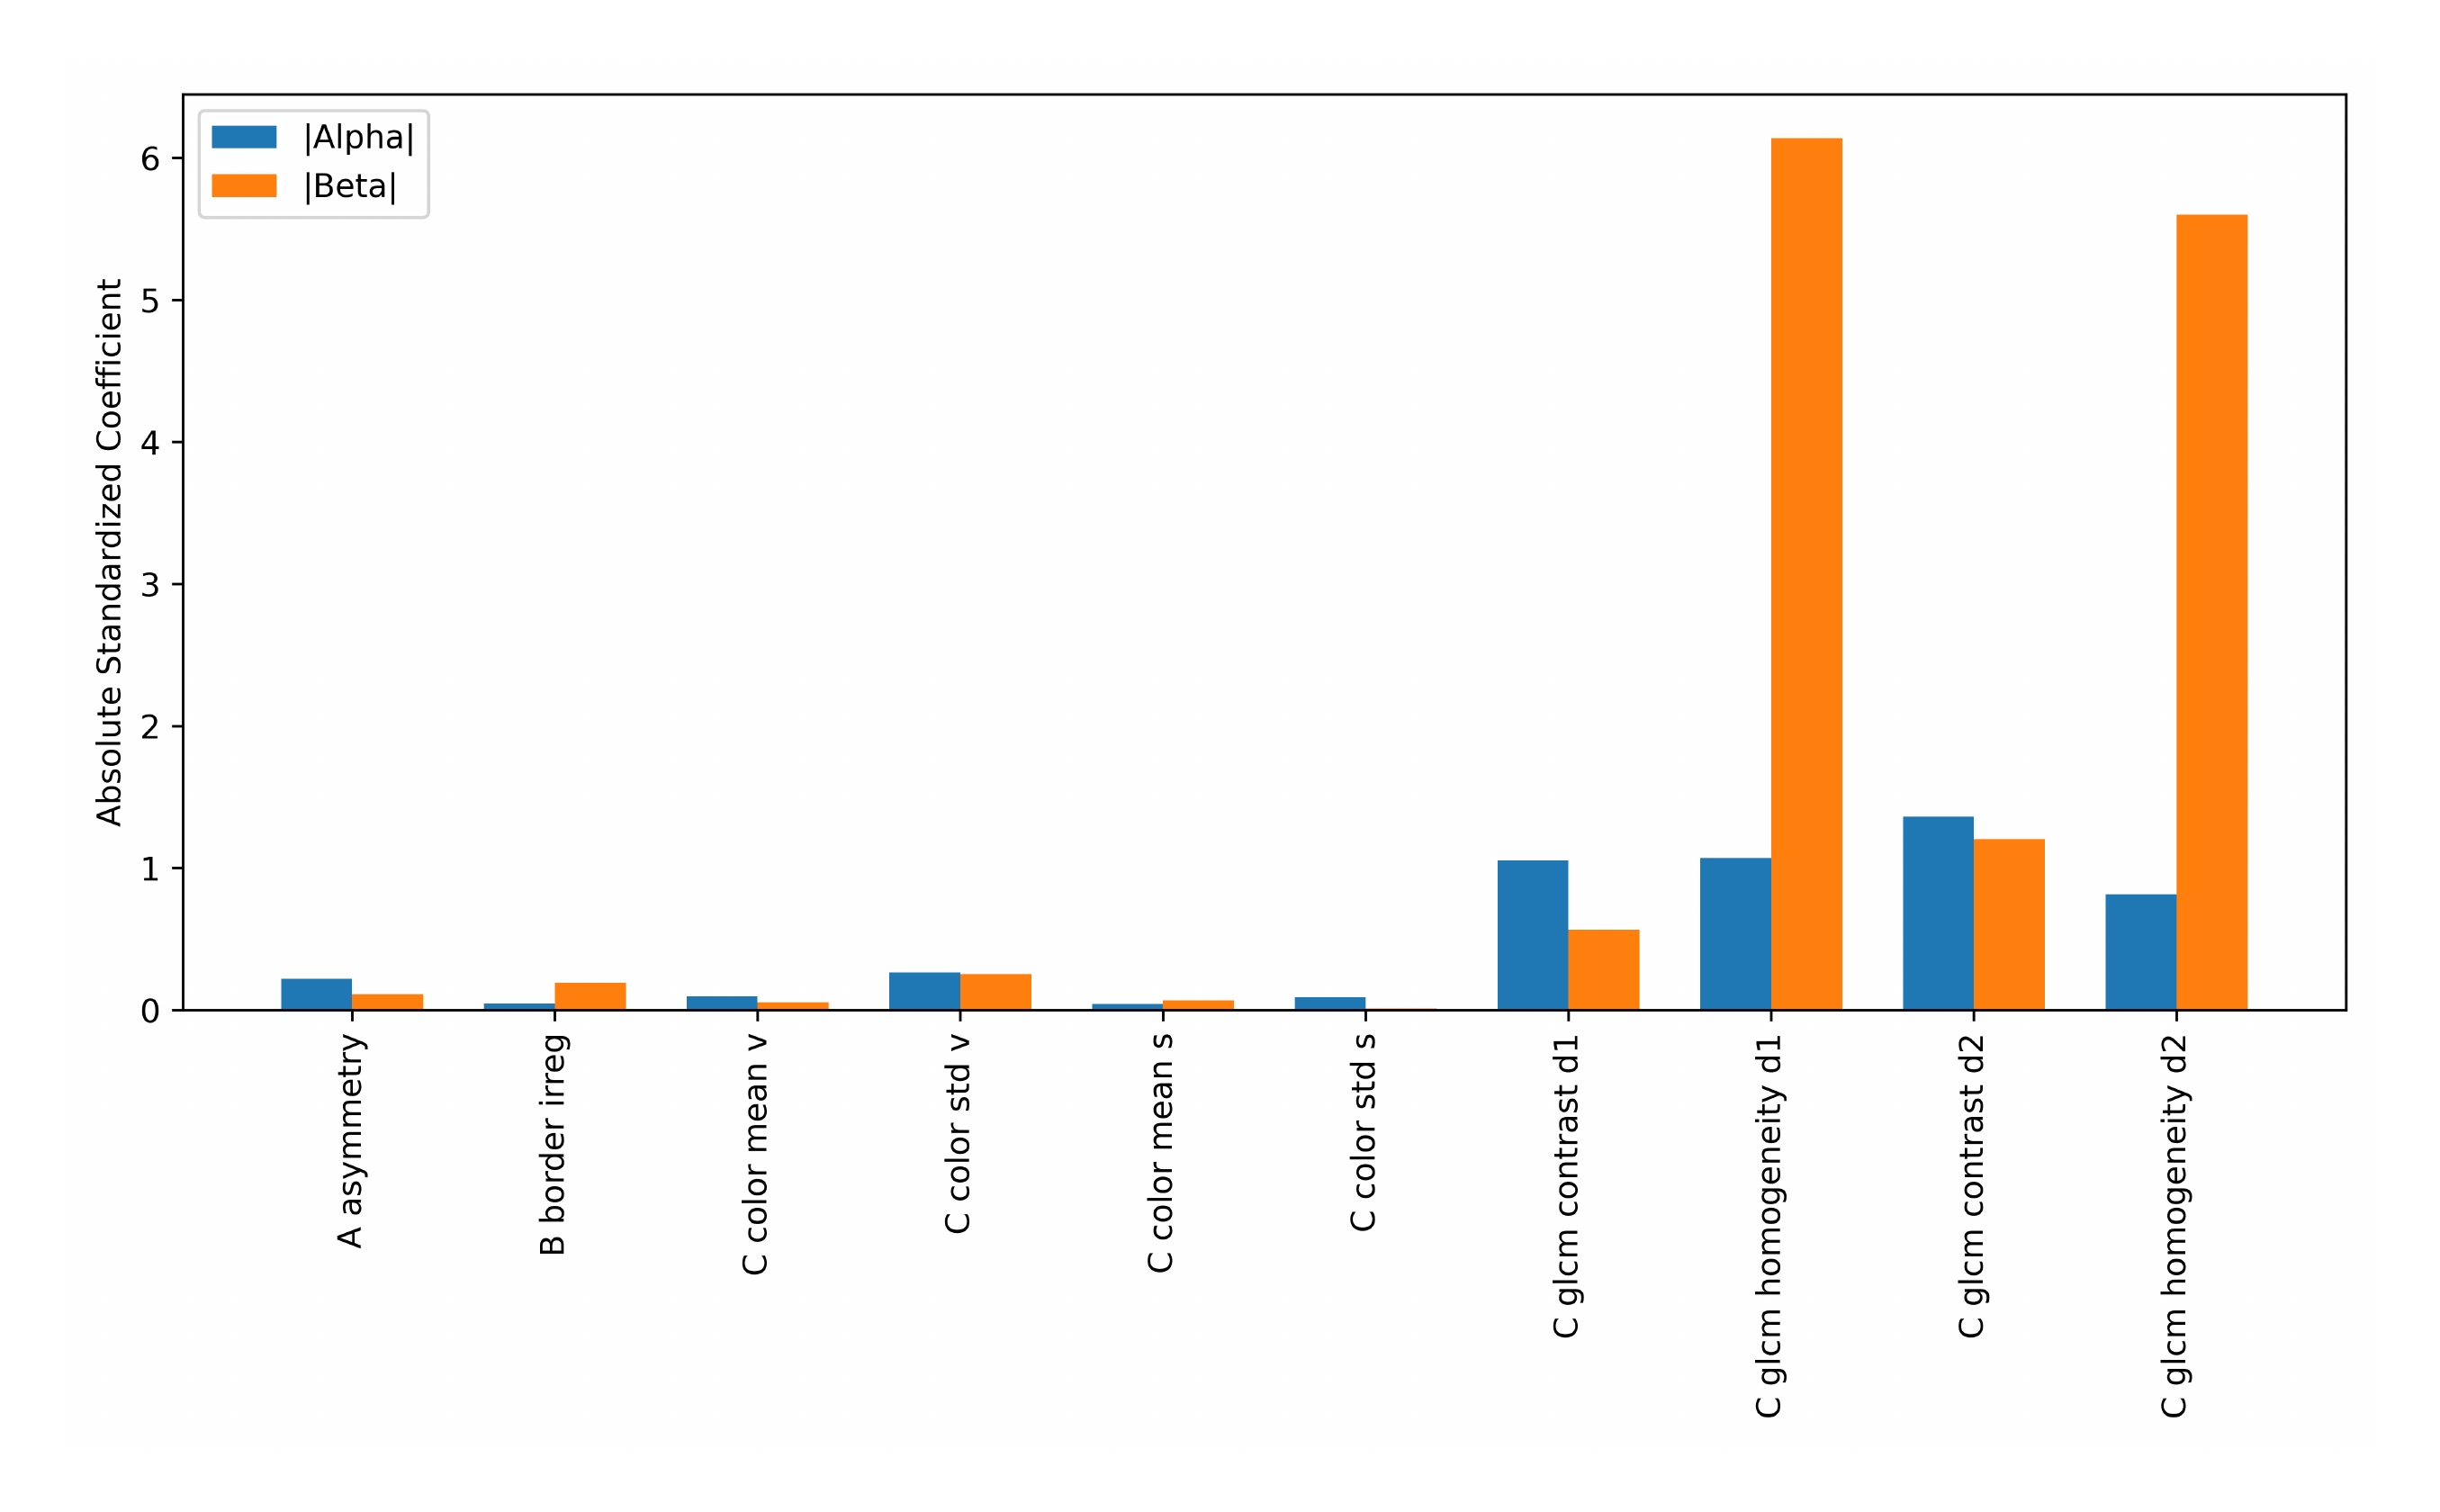 |Alpha|
|Beta|
Absolute Standardized Coefficient
6
5
4
3
2
1
0
A asymmetry
B border irreg
C color mean v
C color std v
C color mean s
C color std s
C glcm contrast d1
C glcm homogeneity d1
C glcm contrast d2
C glcm homogeneity d2